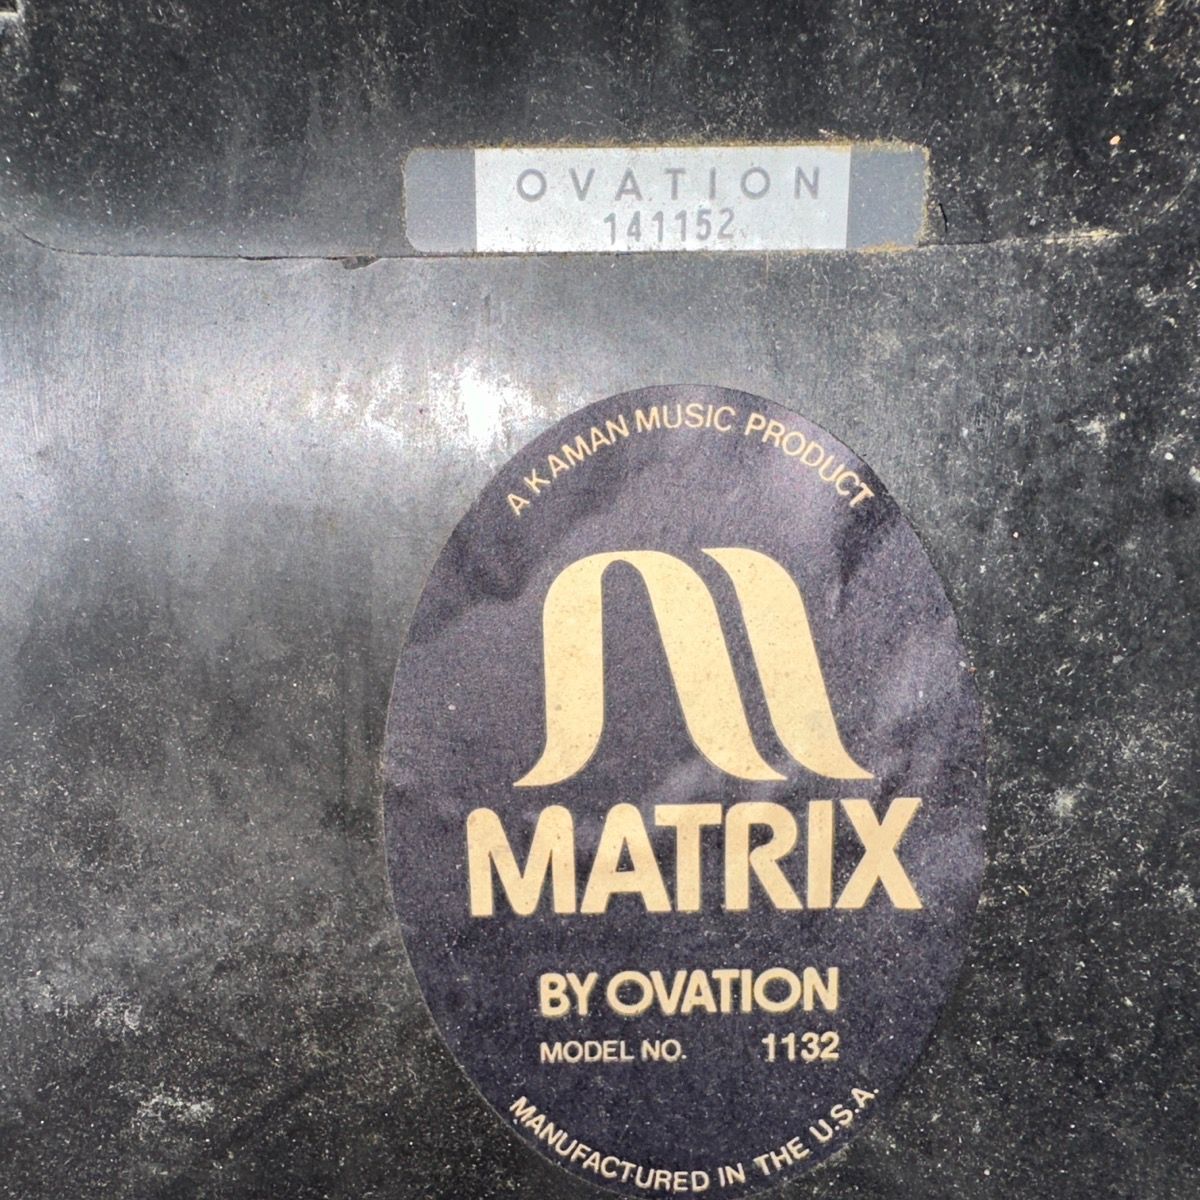 OVATION
141152
A KAMAN MUSIC PRODUCT
MATRIX
BY OVATION
MODEL NO. 1132
MANUFACTURED IN THE U.S.A.